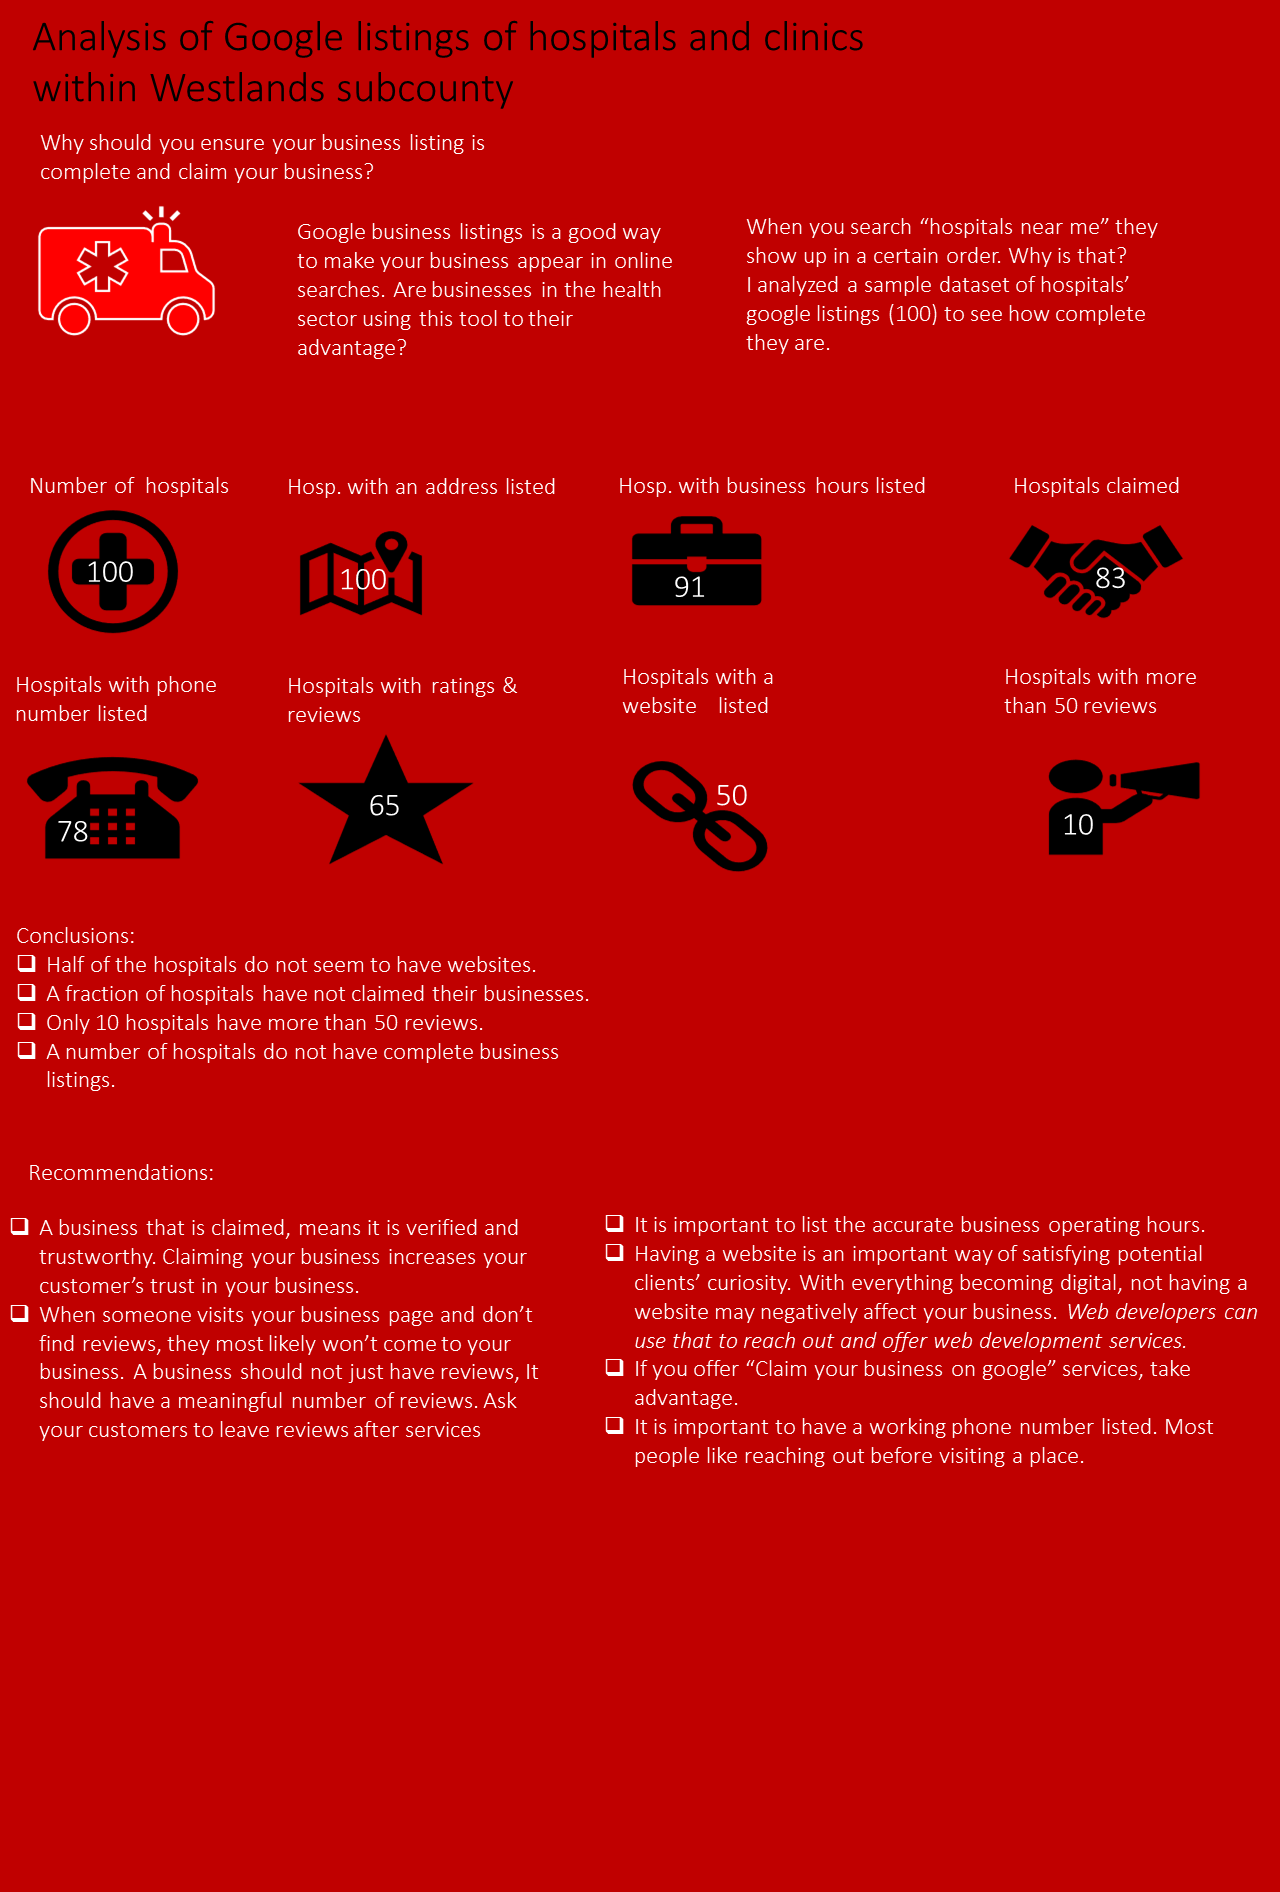 Analysis of Google listings of hospitals and clinics
within Westlands subcounty
Why should you ensure your business listing is
complete and claim your business?
Google business listings is a good way
to make your business appear in online
searches. Are businesses in the health
sector using this tool to their
advantage?
When you search “hospitals near me” they
show up in a certain order. Why is that?
I analyzed a sample dataset of hospitals’
google listings (100) to see how complete
they are.
Number of hospitals
100
Hosp. with an address listed
100
Hosp. with business hours listed
91
Hospitals claimed
83
Hospitals with phone
number listed
78
Hospitals with ratings &
reviews
65
Hospitals with a
website listed
50
Hospitals with more
than 50 reviews
10
Conclusions:
❑ Half of the hospitals do not seem to have websites.
❑ A fraction of hospitals have not claimed their businesses.
❑ Only 10 hospitals have more than 50 reviews.
❑ A number of hospitals do not have complete business
listings.
Recommendations:
❑ A business that is claimed, means it is verified and
trustworthy. Claiming your business increases your
customer’s trust in your business.
❑ When someone visits your business page and don’t
find reviews, they most likely won’t come to your
business. A business should not just have reviews, It
should have a meaningful number of reviews. Ask
your customers to leave reviews after services
❑ It is important to list the accurate business operating hours.
❑ Having a website is an important way of satisfying potential
clients’ curiosity. With everything becoming digital, not having a
website may negatively affect your business. Web developers can
use that to reach out and offer web development services.
❑ If you offer “Claim your business on google” services, take
advantage.
❑ It is important to have a working phone number listed. Most
people like reaching out before visiting a place.